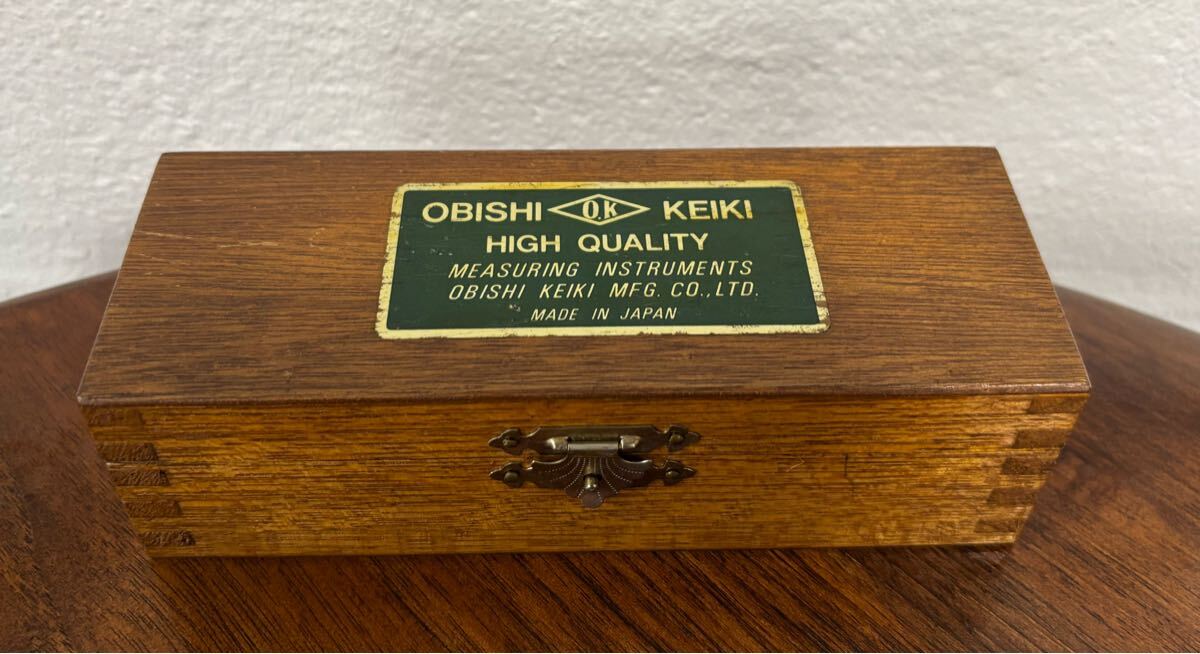 OBISHI O.K KEIKI
HIGH QUALITY
MEASURING INSTRUMENTS
OBISHI KEIKI MFG. CO.,LTD.
MADE IN JAPAN